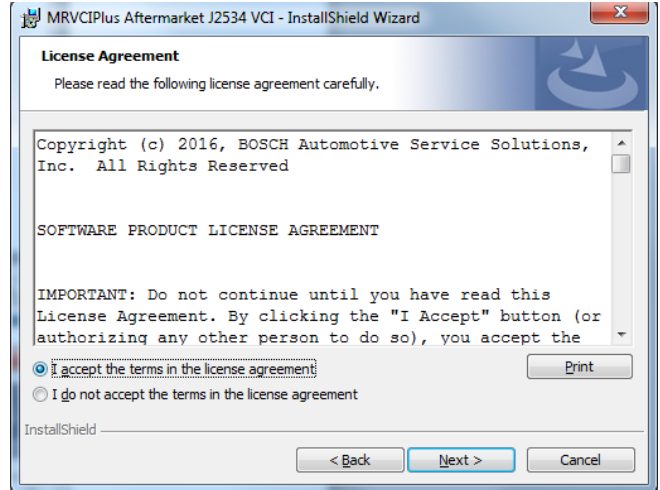 MRVCIPlus Aftermarket J2534 VCI - InstallShield Wizard
License Agreement
Please read the following license agreement carefully.
Copyright (c) 2016, BOSCH Automotive Service Solutions,
Inc.  All Rights Reserved
SOFTWARE PRODUCT LICENSE AGREEMENT
IMPORTANT: Do not continue until you have read this
License Agreement. By clicking the "I Accept" button (or
authorizing any other person to do so), you accept the
I accept the terms in the license agreement
Print
I do not accept the terms in the license agreement
InstallShield
< Back
Next >
Cancel